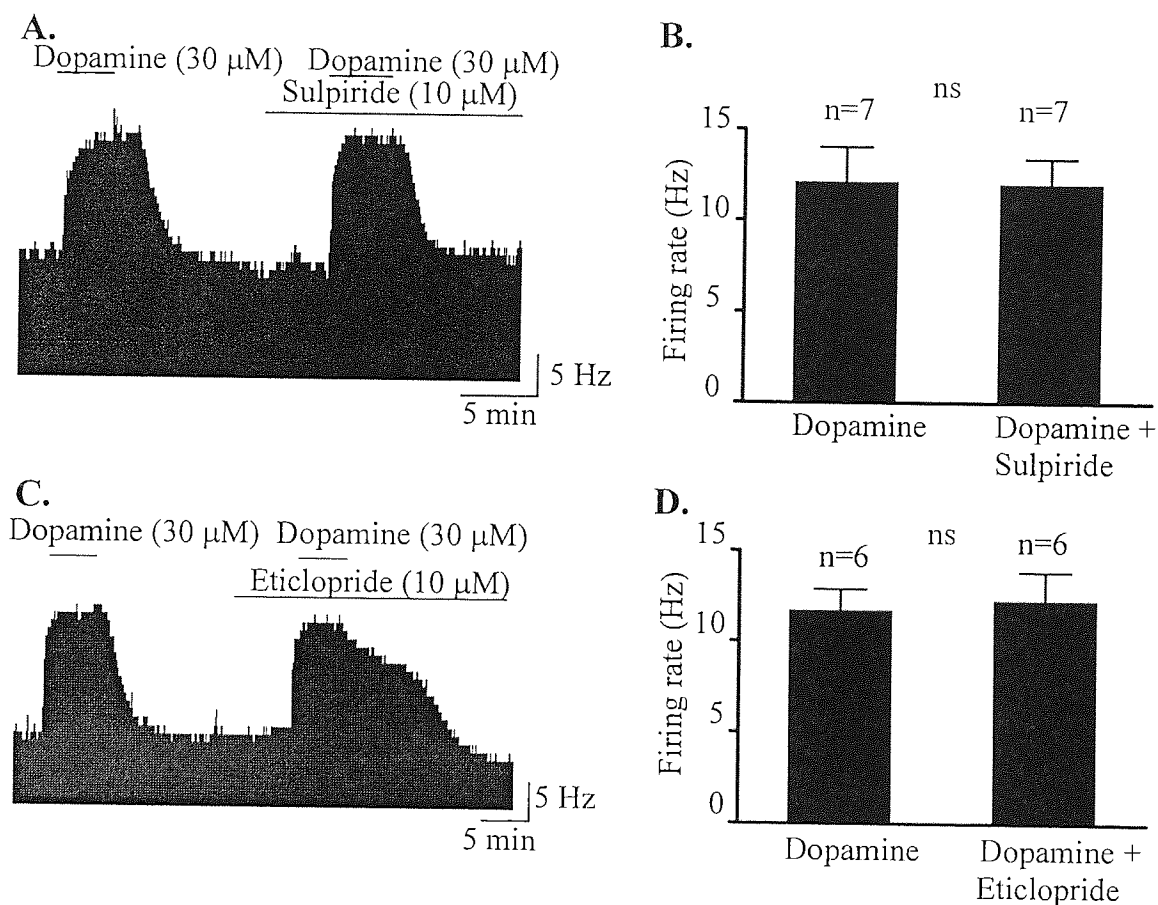 A.
Dopamine (30 µM) Dopamine (30 µM)
Sulpiride (10 µM)
5 Hz
5 min
B.
ns
n=7 n=7
15
10
5
0
Firing rate (Hz)
Dopamine Dopamine +
Sulpiride
C.
Dopamine (30 µM) Dopamine (30 µM)
Eticlopride (10 µM)
5 Hz
5 min
D.
ns
n=6 n=6
15
10
5
0
Firing rate (Hz)
Dopamine Dopamine +
Eticlopride